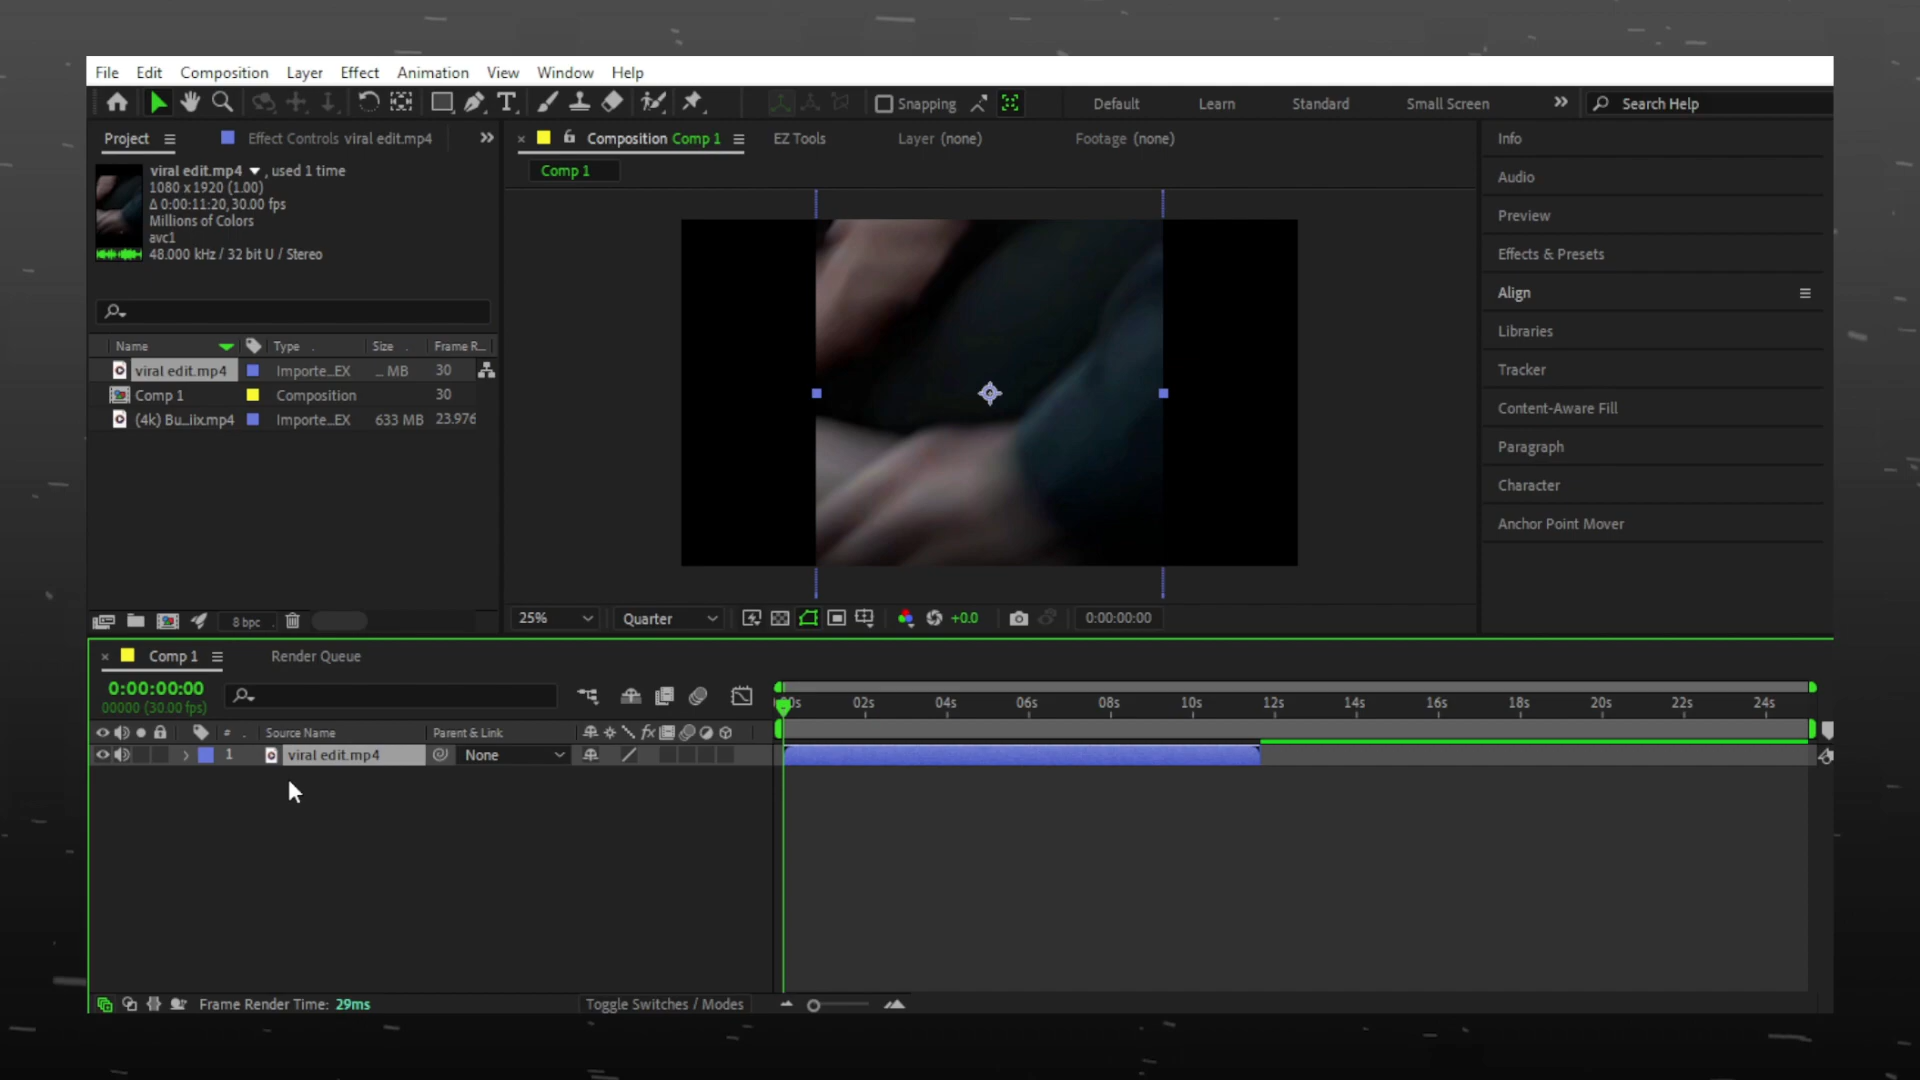 File Edit Composition Layer Effect Animation View Window Help
Snapping Default Learn Standard Small Screen Search Help
Project Effect Controls viral edit.mp4
Composition Comp 1 EZ Tools Layer (none) Footage (none)
Comp 1
viral edit.mp4 , used 1 time
1080 x 1920 (1.00)
Δ 0:00:11:20, 30.00 fps
Millions of Colors
avc1
48.000 kHz / 32 bit U / Stereo
Name Type Size Frame R...
viral edit.mp4 Importe...EX ... MB 30
Comp 1 Composition 30
(4k) Bu...iix.mp4 Importe...EX 633 MB 23.976
8 bpc
25% Quarter +0.0 0:00:00:00
Info
Audio
Preview
Effects & Presets
Align
Libraries
Tracker
Content-Aware Fill
Paragraph
Character
Anchor Point Mover
Comp 1 Render Queue
0:00:00:00
00000 (30.00 fps)
02s 04s 06s 08s 10s 12s 14s 16s 18s 20s 22s 24s
# Source Name Parent & Link fx
1 viral edit.mp4 None
Frame Render Time: 29ms Toggle Switches / Modes